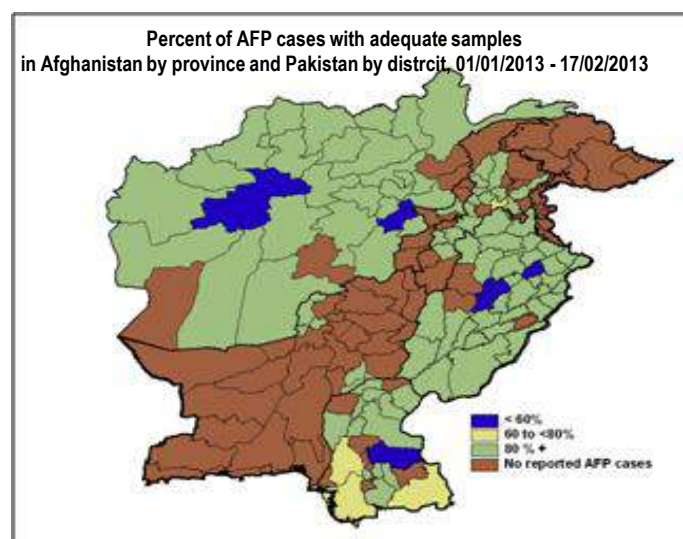 Percent of AFP cases with adequate samples
in Afghanistan by province and Pakistan by distrcit, 01/01/2013 - 17/02/2013
< 60%
60 to <80%
80 % +
No reported AFP cases